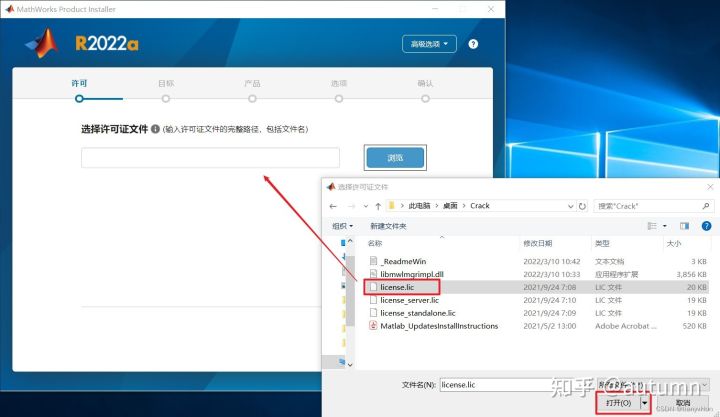 MathWorks Product Installer
R2022a
高级选项
?
许可 目标 产品 选项 确认
选择许可证文件 (输入许可证文件的完整路径，包括文件名)
浏览
选择许可证文件
此电脑 > 桌面 > Crack
搜索"Crack"
组织 新建文件夹
名称 修改日期 类型 大小
_ReadmeWin 2022/3/10 10:42 文本文档 3 KB
libmwlmgrimpl.dll 2022/3/10 10:33 应用程序扩展 3,856 KB
license.lic 2021/9/24 7:08 LIC 文件 20 KB
license_server.lic 2021/9/24 7:10 LIC 文件 19 KB
license_standalone.lic 2021/9/24 7:09 LIC 文件 19 KB
Matlab_UpdatesInstallInstructions 2021/5/2 13:00 Adobe Acrobat ... 520 KB
文件名(N): license.lic
知乎 @autumn
打开(O) 取消